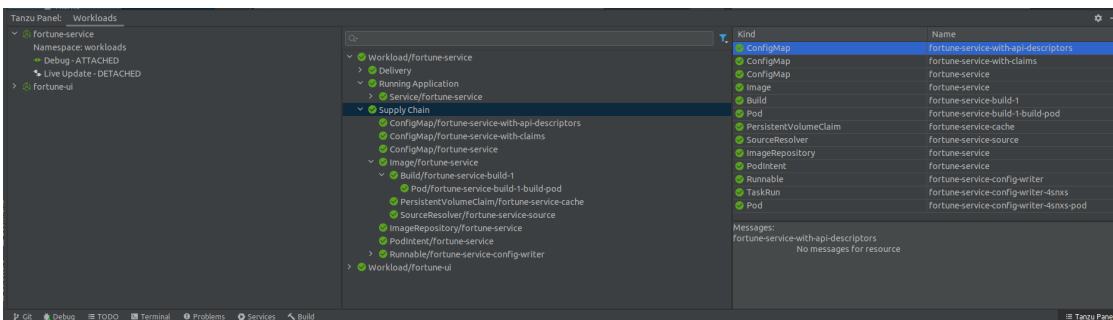 Tanzu Panel: Workloads
fortune-service
Namespace: workloads
Debug - ATTACHED
Live Update - DETACHED
fortune-ui
Workload/fortune-service
Delivery
Running Application
Service/fortune-service
Supply Chain
ConfigMap/fortune-service-with-api-descriptors
ConfigMap/fortune-service-with-claims
ConfigMap/fortune-service
Image/fortune-service
Build/fortune-service-build-1
Pod/fortune-service-build-1-build-pod
PersistentVolumeClaim/fortune-service-cache
SourceResolver/fortune-service-source
ImageRepository/fortune-service
PodIntent/fortune-service
Runnable/fortune-service-config-writer
Workload/fortune-ui
Kind Name
ConfigMap fortune-service-with-api-descriptors
ConfigMap fortune-service-with-claims
ConfigMap fortune-service
Image fortune-service
Build fortune-service-build-1
Pod fortune-service-build-1-build-pod
PersistentVolumeClaim fortune-service-cache
SourceResolver fortune-service-source
ImageRepository fortune-service
PodIntent fortune-service
Runnable fortune-service-config-writer
TaskRun fortune-service-config-writer-4snxs
Pod fortune-service-config-writer-4snxs-pod
Messages:
fortune-service-with-api-descriptors
No messages for resource
Git Debug TODO Terminal Problems Services Build Tanzu Pane